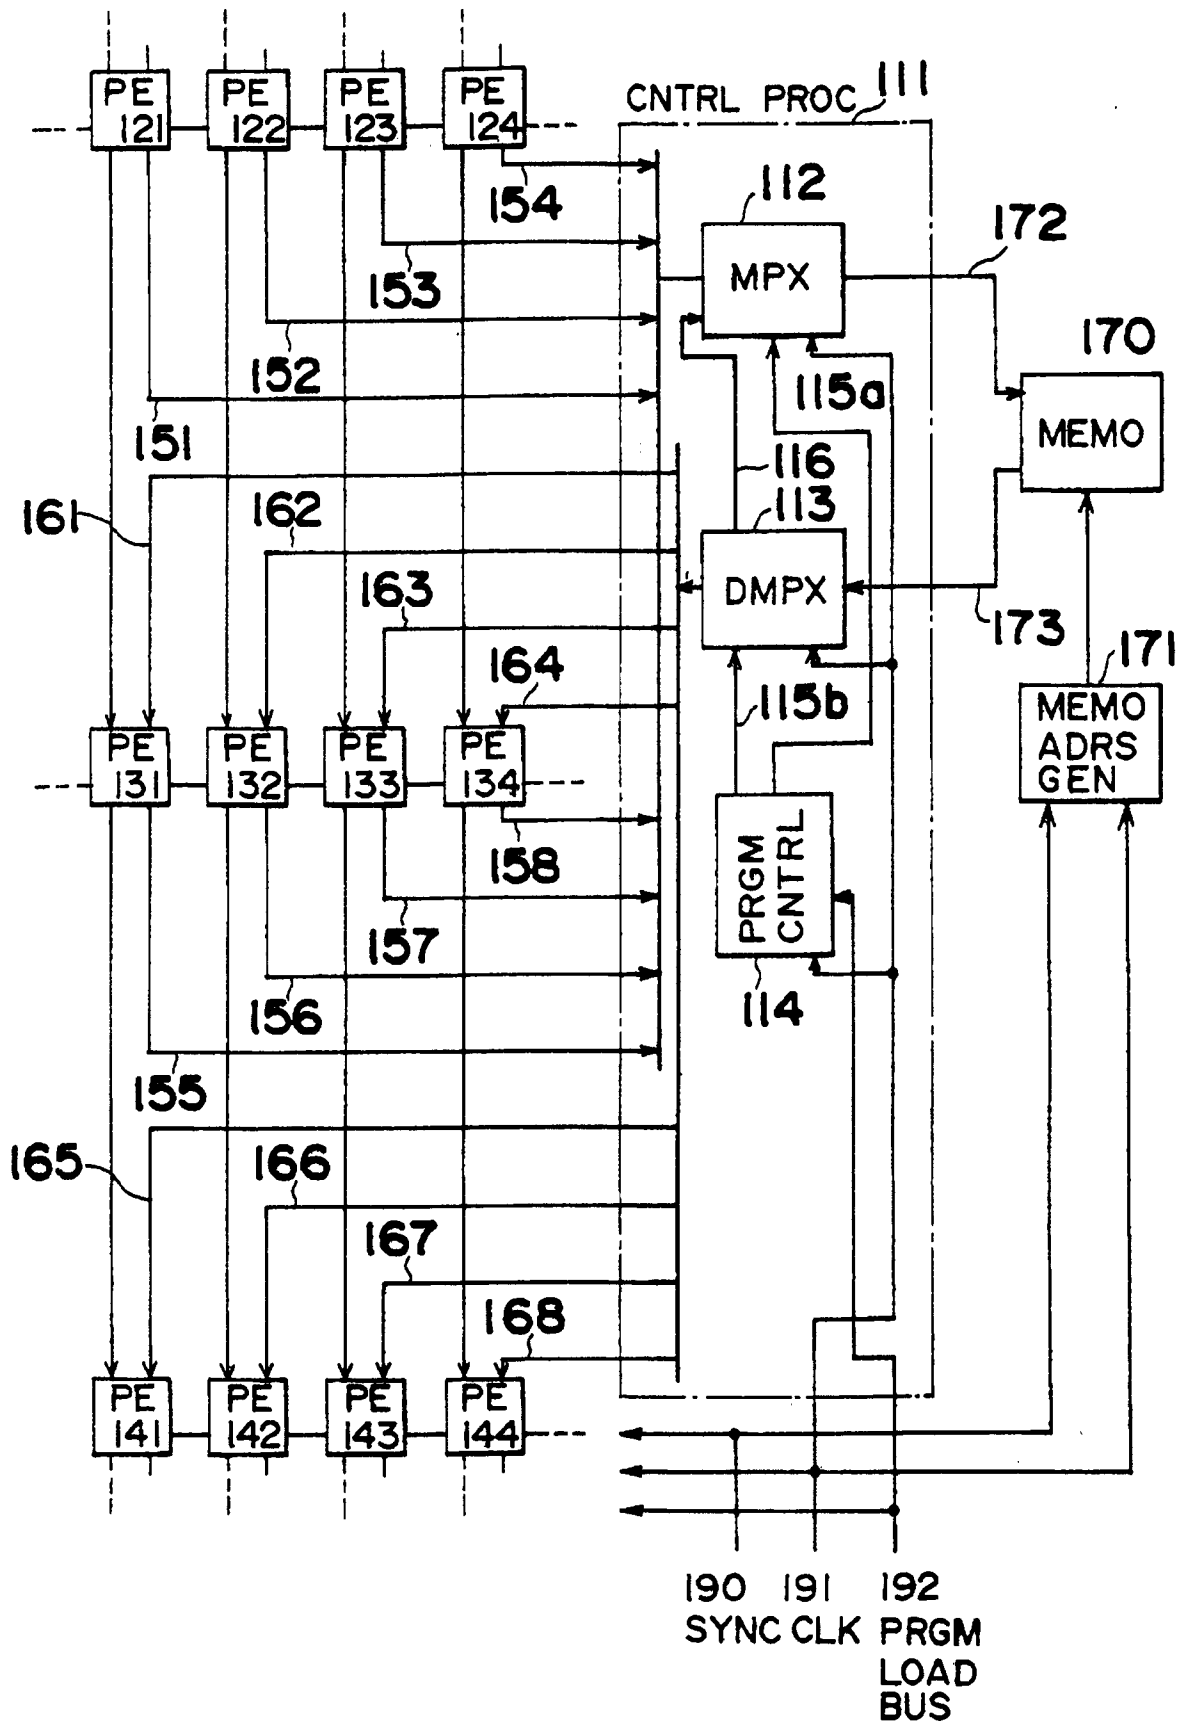 PE 121
PE 122
PE 123
PE 124
CNTRL PROC
111
154
112
172
153
MPX
170
152
115a
151
MEMO
116
161
162
113
163
DMPX
173
164
171
115b
MEMO
ADRS
GEN
PE 131
PE 132
PE 133
PE 134
158
PRGM
CNTRL
157
156
114
155
165
166
167
168
PE 141
PE 142
PE 143
PE 144
190
191
192
SYNC
CLK
PRGM
LOAD
BUS